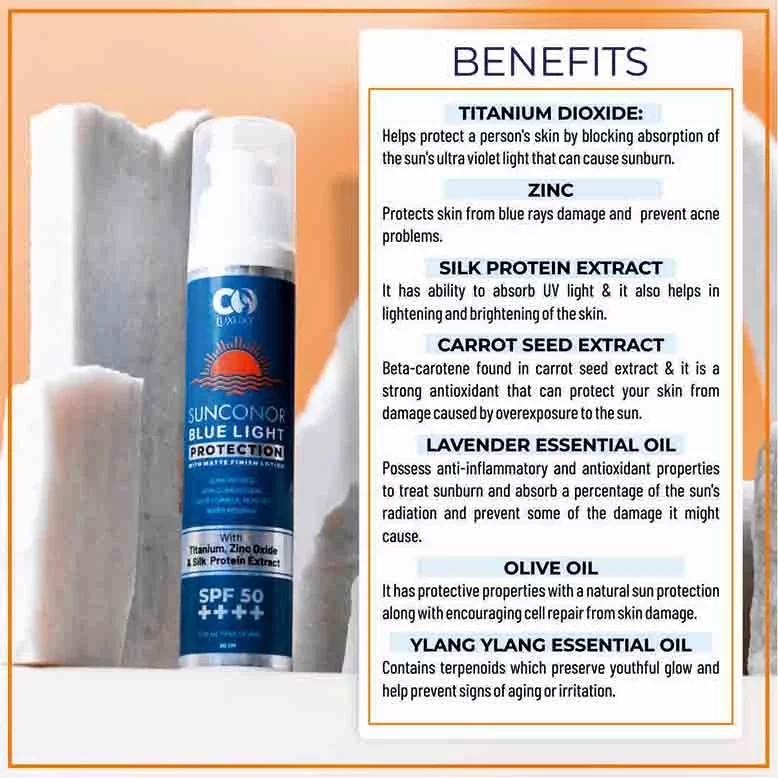 BENEFITS
TITANIUM DIOXIDE:
Helps protect a person's skin by blocking absorption of
the sun's ultra violet light that can cause sunburn.
ZINC
Protects skin from blue rays damage and prevent acne
problems.
SILK PROTEIN EXTRACT
It has ability to absorb UV light & it also helps in
lightening and brightening of the skin.
CARROT SEED EXTRACT
Beta-carotene found in carrot seed extract & it is a
strong antioxidant that can protect your skin from
damage caused by overexposure to the sun.
LAVENDER ESSENTIAL OIL
Possess anti-inflammatory and antioxidant properties
to treat sunburn and absorb a percentage of the sun's
radiation and prevent some of the damage it might
cause.
OLIVE OIL
It has protective properties with a natural sun protection
along with encouraging cell repair from skin damage.
YLANG YLANG ESSENTIAL OIL
Contains terpenoids which preserve youthful glow and
help prevent signs of aging or irritation.
CO
LUXURY
SUNCONOR
BLUE LIGHT
PROTECTION
WITH MATTE FINISH LOTION
With
Titanium, Zinc Oxide
& Silk Protein Extract
SPF 50
++++